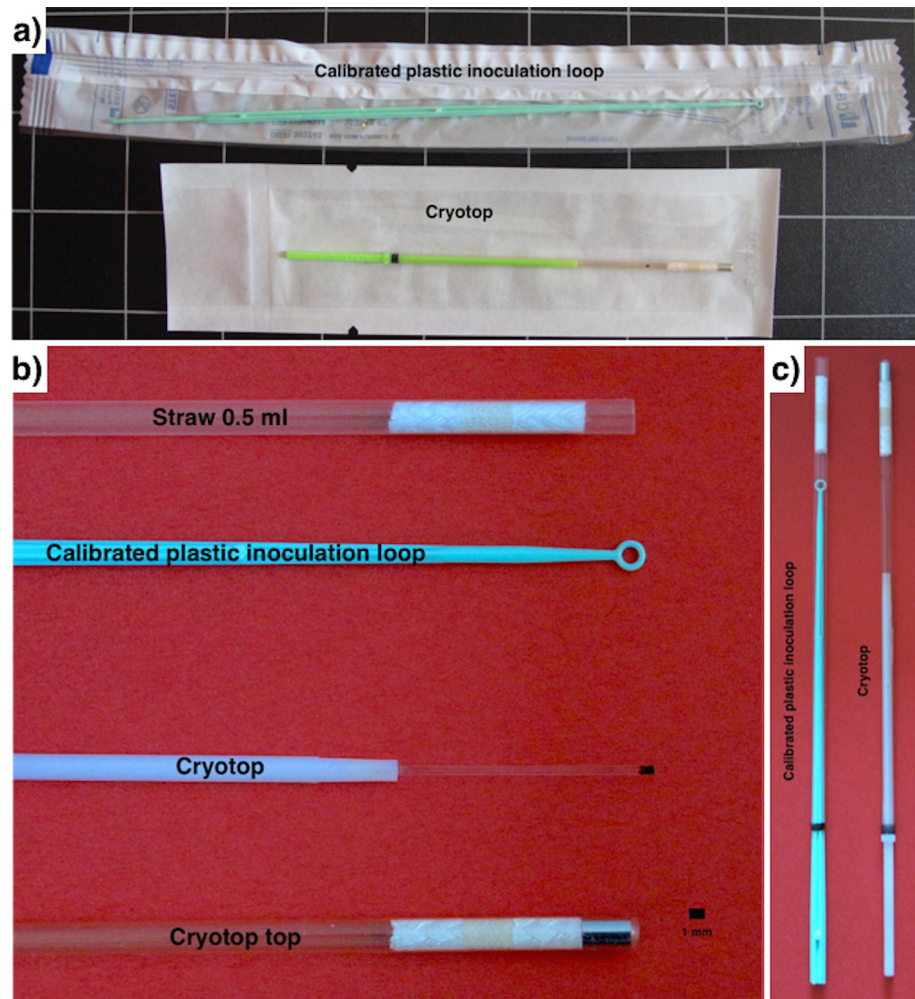 a)
Calibrated plastic inoculation loop
Cryotop
b)
Straw 0.5 ml
Calibrated plastic inoculation loop
Cryotop
Cryotop top
1 mm
c)
Calibrated plastic inoculation loop
Cryotop